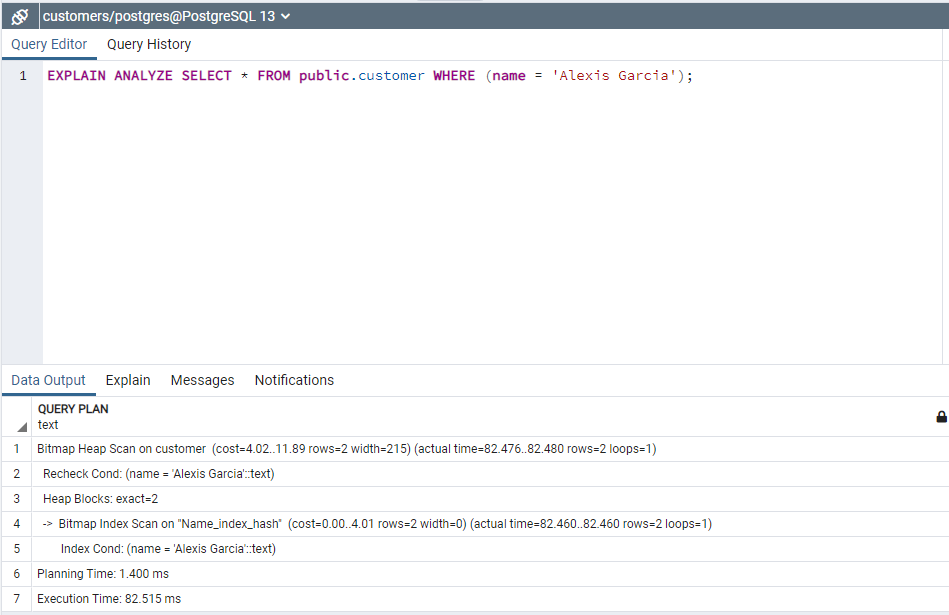 customers/postgres@PostgreSQL 13
Query Editor Query History
1 EXPLAIN ANALYZE SELECT * FROM public.customer WHERE (name = 'Alexis Garcia');
Data Output Explain Messages Notifications
QUERY PLAN
text
1 Bitmap Heap Scan on customer (cost=4.02..11.89 rows=2 width=215) (actual time=82.476..82.480 rows=2 loops=1)
2 Recheck Cond: (name = 'Alexis Garcia'::text)
3 Heap Blocks: exact=2
4 -> Bitmap Index Scan on "Name_index_hash" (cost=0.00..4.01 rows=2 width=0) (actual time=82.460..82.460 rows=2 loops=1)
5 Index Cond: (name = 'Alexis Garcia'::text)
6 Planning Time: 1.400 ms
7 Execution Time: 82.515 ms